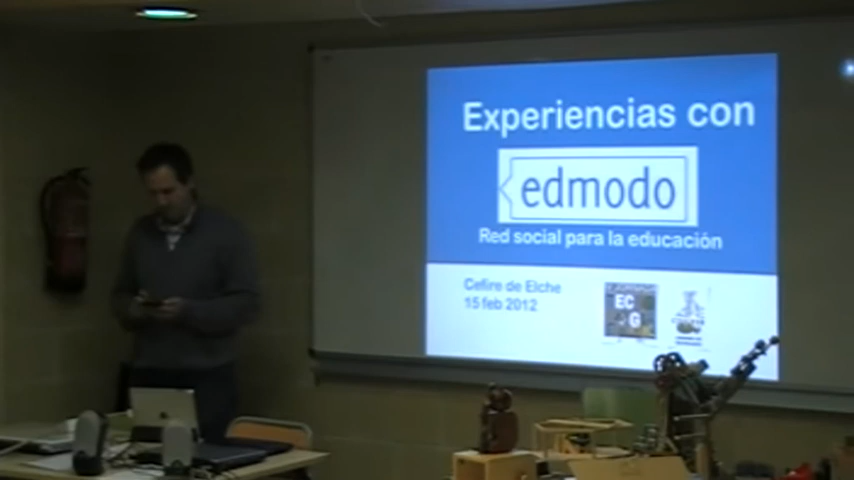 Experiencias con
edmodo
Red social para la educación
Cefire de Elche
15 feb 2012
EC
G